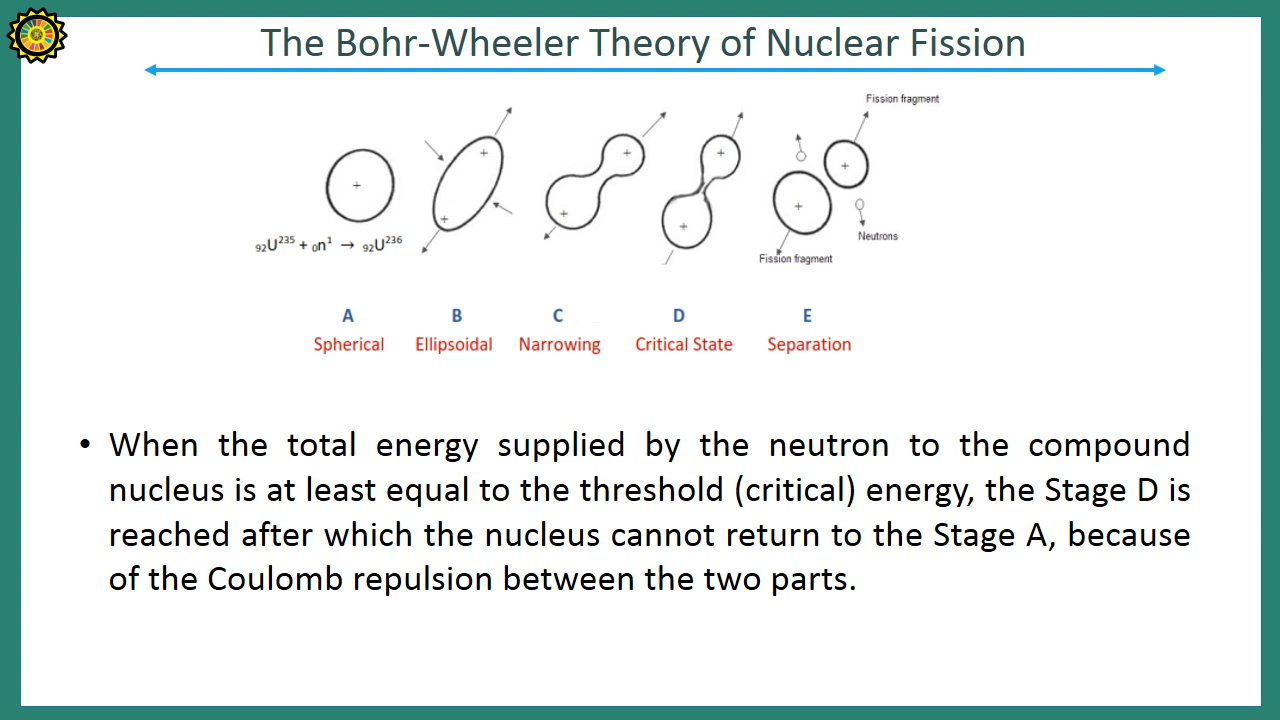 The Bohr-Wheeler Theory of Nuclear Fission
Fission fragment
+ + + + + + + + +
₉₂U²³⁵ + ₀n¹ → ₉₂U²³⁶
Neutrons
Fission fragment
A B C D E
Spherical Ellipsoidal Narrowing Critical State Separation
• When the total energy supplied by the neutron to the compound
nucleus is at least equal to the threshold (critical) energy, the Stage D is
reached after which the nucleus cannot return to the Stage A, because
of the Coulomb repulsion between the two parts.